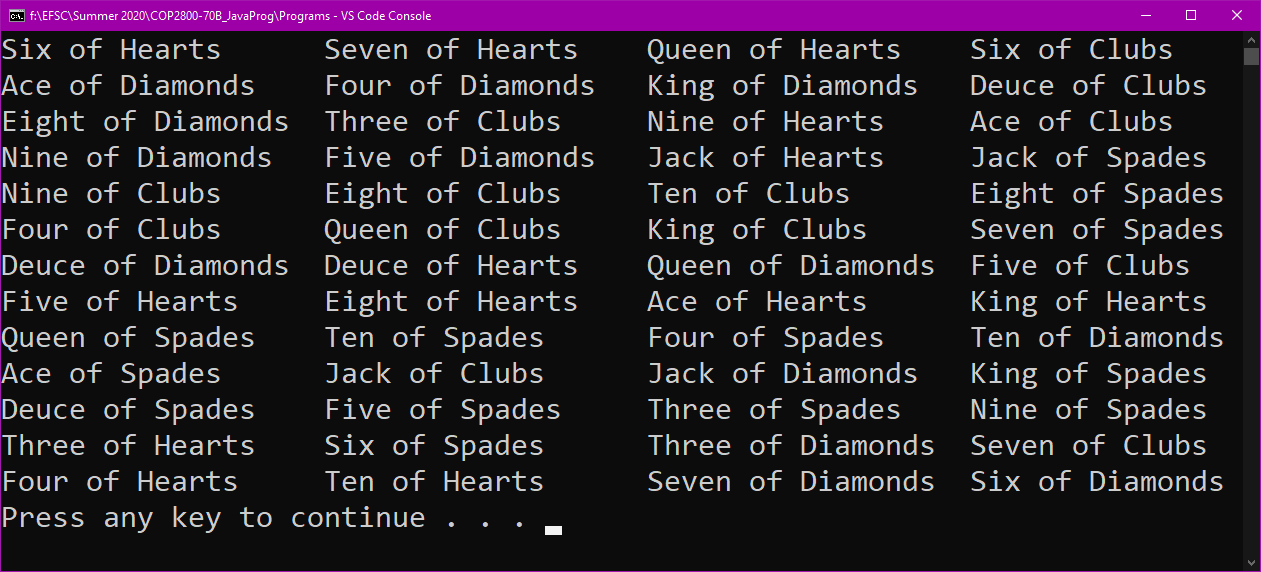 f:\EFSC\Summer 2020\COP2800-70B_JavaProg\Programs - VS Code Console
Six of Hearts Seven of Hearts Queen of Hearts Six of Clubs
Ace of Diamonds Four of Diamonds King of Diamonds Deuce of Clubs
Eight of Diamonds Three of Clubs Nine of Hearts Ace of Clubs
Nine of Diamonds Five of Diamonds Jack of Hearts Jack of Spades
Nine of Clubs Eight of Clubs Ten of Clubs Eight of Spades
Four of Clubs Queen of Clubs King of Clubs Seven of Spades
Deuce of Diamonds Deuce of Hearts Queen of Diamonds Five of Clubs
Five of Hearts Eight of Hearts Ace of Hearts King of Hearts
Queen of Spades Ten of Spades Four of Spades Ten of Diamonds
Ace of Spades Jack of Clubs Jack of Diamonds King of Spades
Deuce of Spades Five of Spades Three of Spades Nine of Spades
Three of Hearts Six of Spades Three of Diamonds Seven of Clubs
Four of Hearts Ten of Hearts Seven of Diamonds Six of Diamonds
Press any key to continue . . .